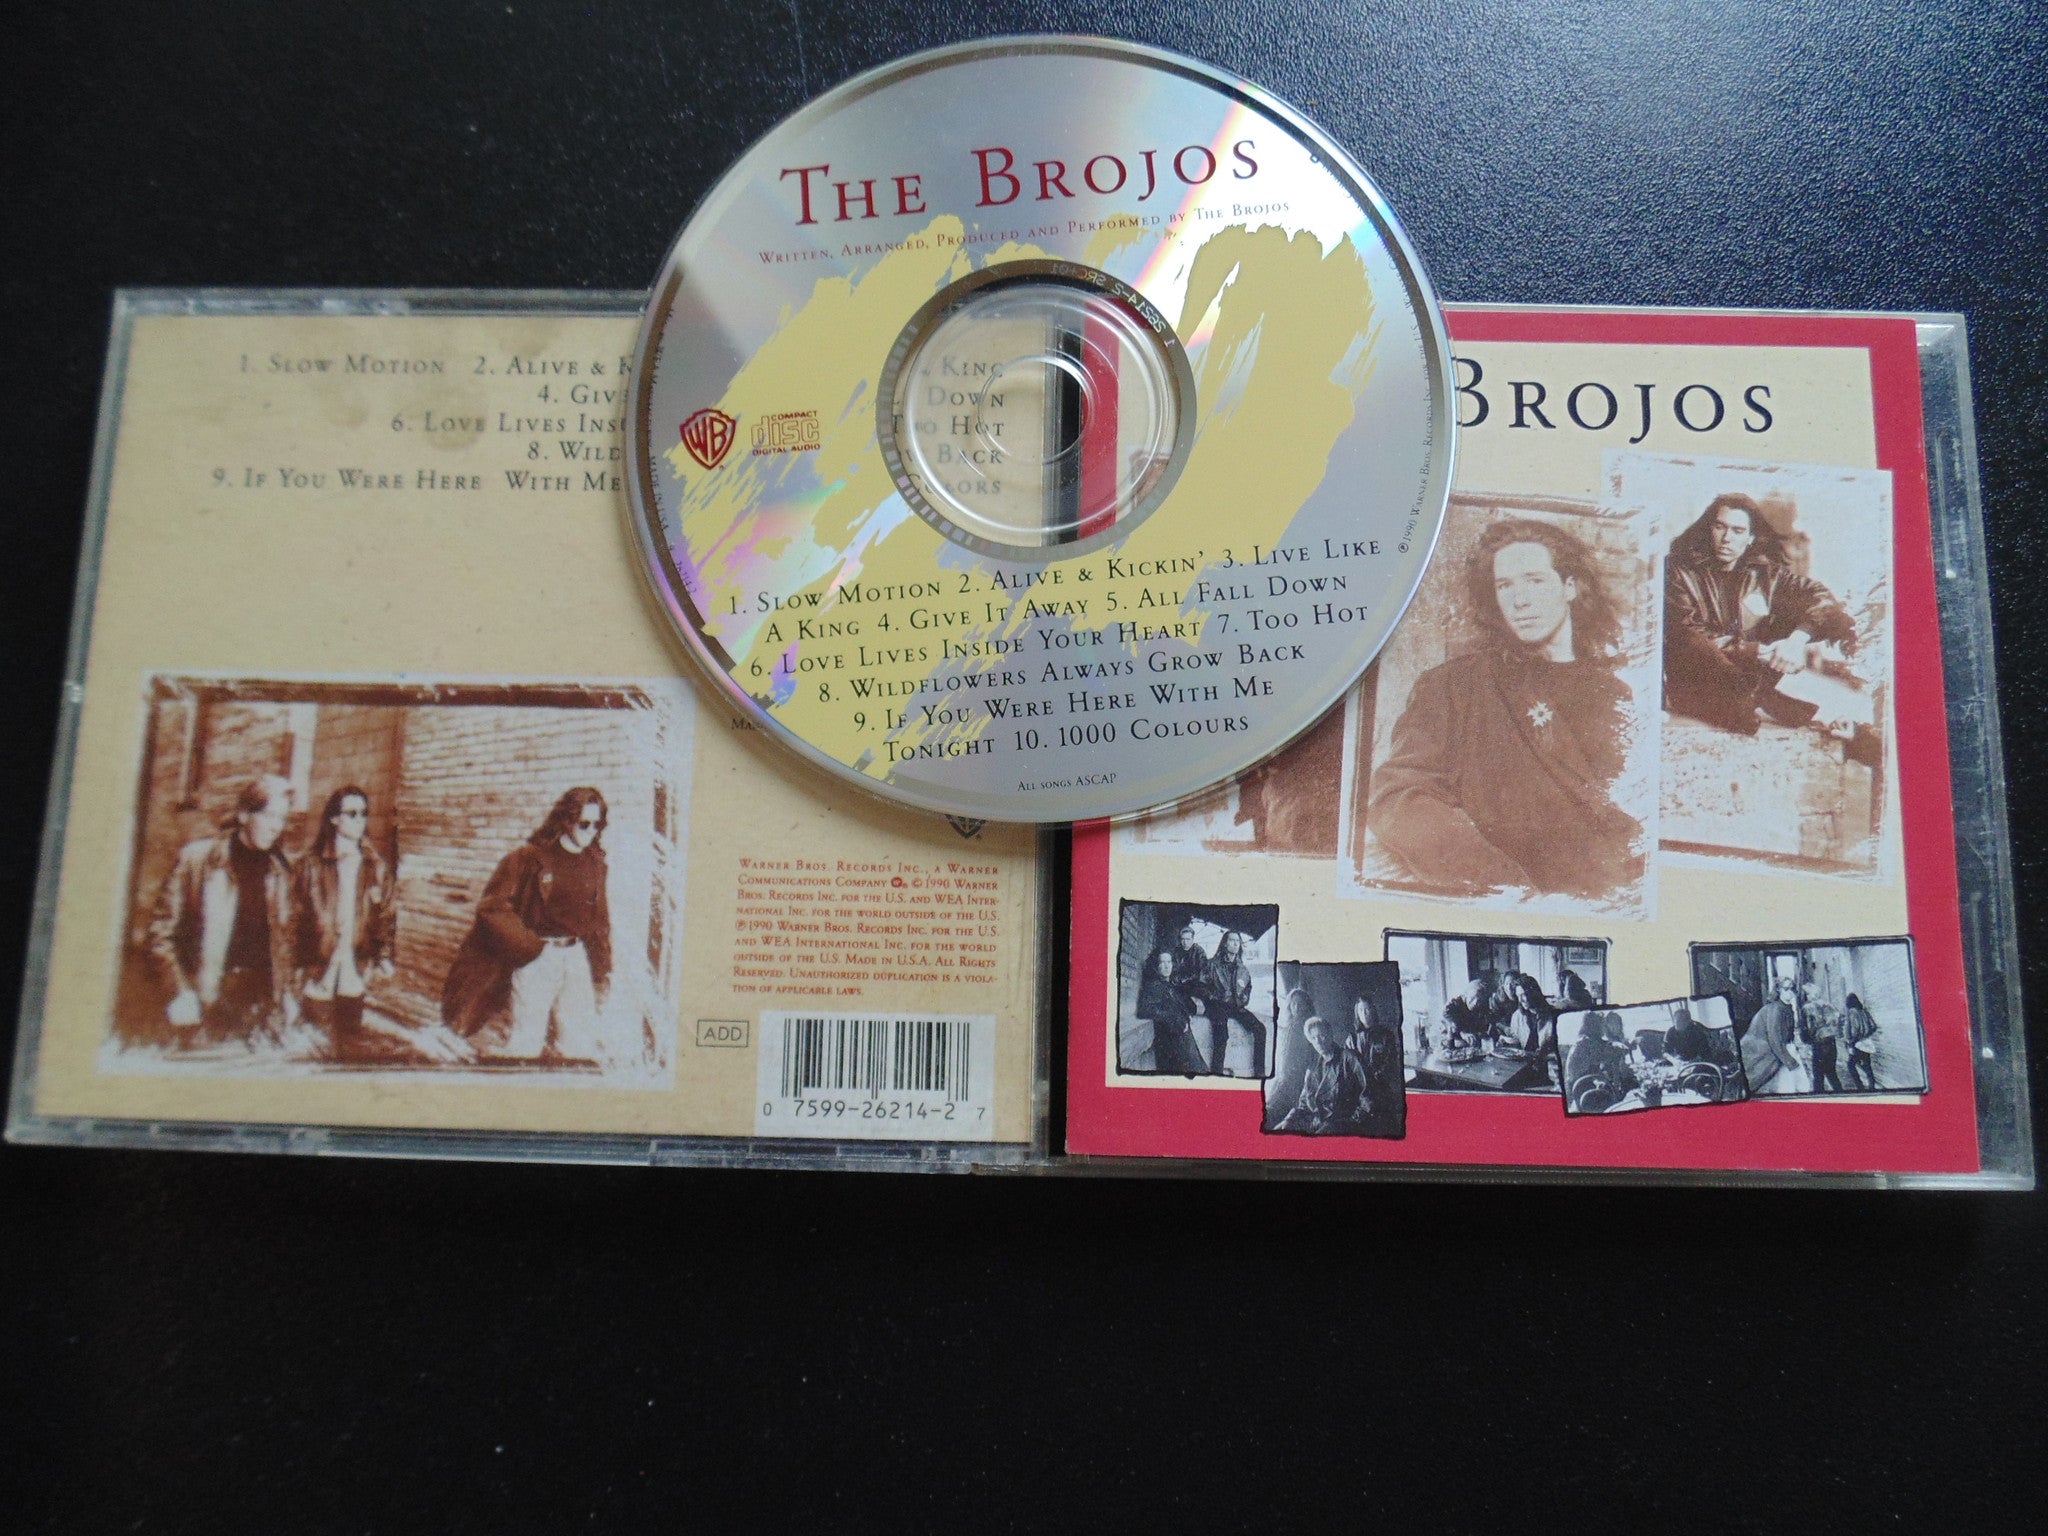 THE BROJOS
WRITTEN, ARRANGED, PRODUCED AND PERFORMED BY THE BROJOS
WB
COMPACT
disc
DIGITAL AUDIO
1. SLOW MOTION 2. ALIVE & KICKIN' 3. LIVE LIKE
A KING 4. GIVE IT AWAY 5. ALL FALL DOWN
6. LOVE LIVES INSIDE YOUR HEART 7. TOO HOT
8. WILDFLOWERS ALWAYS GROW BACK
9. IF YOU WERE HERE WITH ME
TONIGHT 10. 1000 COLOURS
ALL SONGS ASCAP
1. SLOW MOTION 2. ALIVE & KING
4. DOWN
6. LOVE LIVES HOT
8. BACK
9. IF YOU WERE HERE WITH ME COLORS
WARNER BROS. RECORDS INC., A WARNER
COMMUNICATIONS COMPANY © 1990 WARNER
BROS. RECORDS INC. FOR THE U.S. AND WEA INTER-
NATIONAL INC. FOR THE WORLD OUTSIDE OF THE U.S.
℗ 1990 WARNER BROS. RECORDS INC. FOR THE U.S.
AND WEA INTERNATIONAL INC. FOR THE WORLD
OUTSIDE OF THE U.S. MADE IN U.S.A. ALL RIGHTS
RESERVED. UNAUTHORIZED DUPLICATION IS A VIOLA-
TION OF APPLICABLE LAWS.
ADD
0 7599-26214-2 7
BROJOS